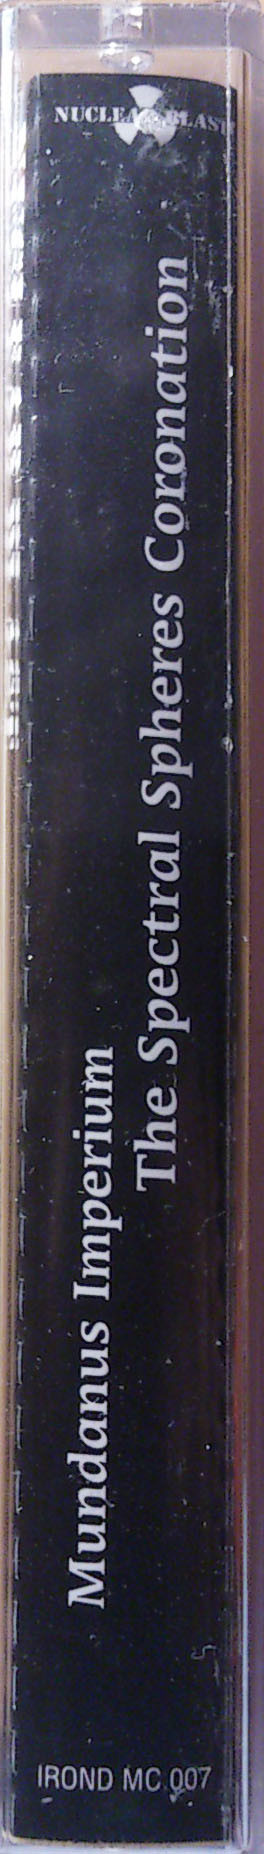 NUCLEAR BLAST
Mundanus Imperium
The Spectral Spheres Coronation
IROND MC 007